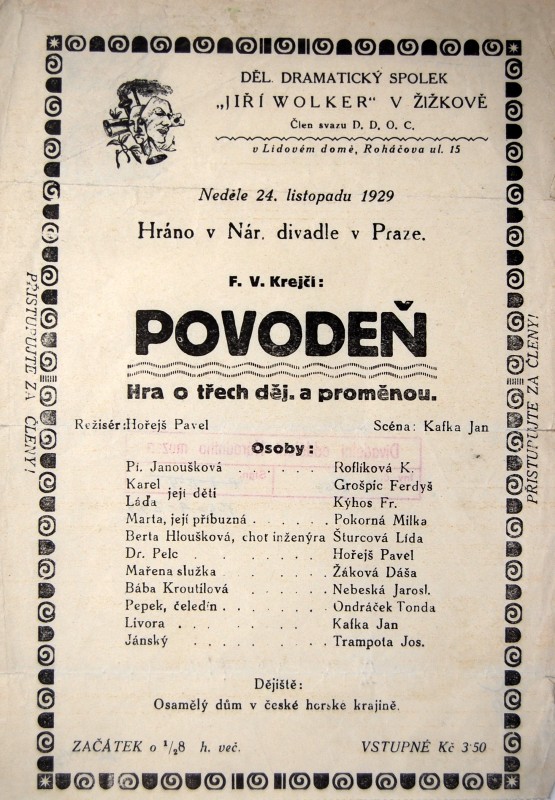 DĚL. DRAMATICKÝ SPOLEK
„JIŘÍ WOLKER" V ŽIŽKOVĚ
Člen svazu D. D. O. C.
v Lidovém domě, Roháčova ul. 15
Neděle 24. listopadu 1929
Hráno v Nár. divadle v Praze.
F. V. Krejčí:
POVODEŇ
Hra o třech děj. a proměnou.
Režisér: Hořejš Pavel Scéna: Kafka Jan
Osoby:
Pí. Janoušková . . . . . . Roflíková K.
Karel Grošpic Ferdyš
její děti
Láďa Kýhos Fr.
Marta, její příbuzná . . . . . . Pokorná Milka
Berta Hloušková, choť inženýra Šturcová Lída
Dr. Pelc . . . . . . . Hořejš Pavel
Mařena služka . . . . . . Žáková Dáša
Bába Kroutilová . . . . . . Nebeská Jarosl.
Pepek, čeledín . . . . . . . . Ondráček Tonda
Livora . . . . . . . . Kafka Jan
Jánský . . . . . . . . Trampota Jos.
Dějiště:
Osamělý dům v české horské krajině.
ZAČÁTEK o ½8 h. več. VSTUPNÉ Kč 3·50
PŘISTUPUJTE ZA ČLENY!
PŘISTUPUJTE ZA ČLENY!